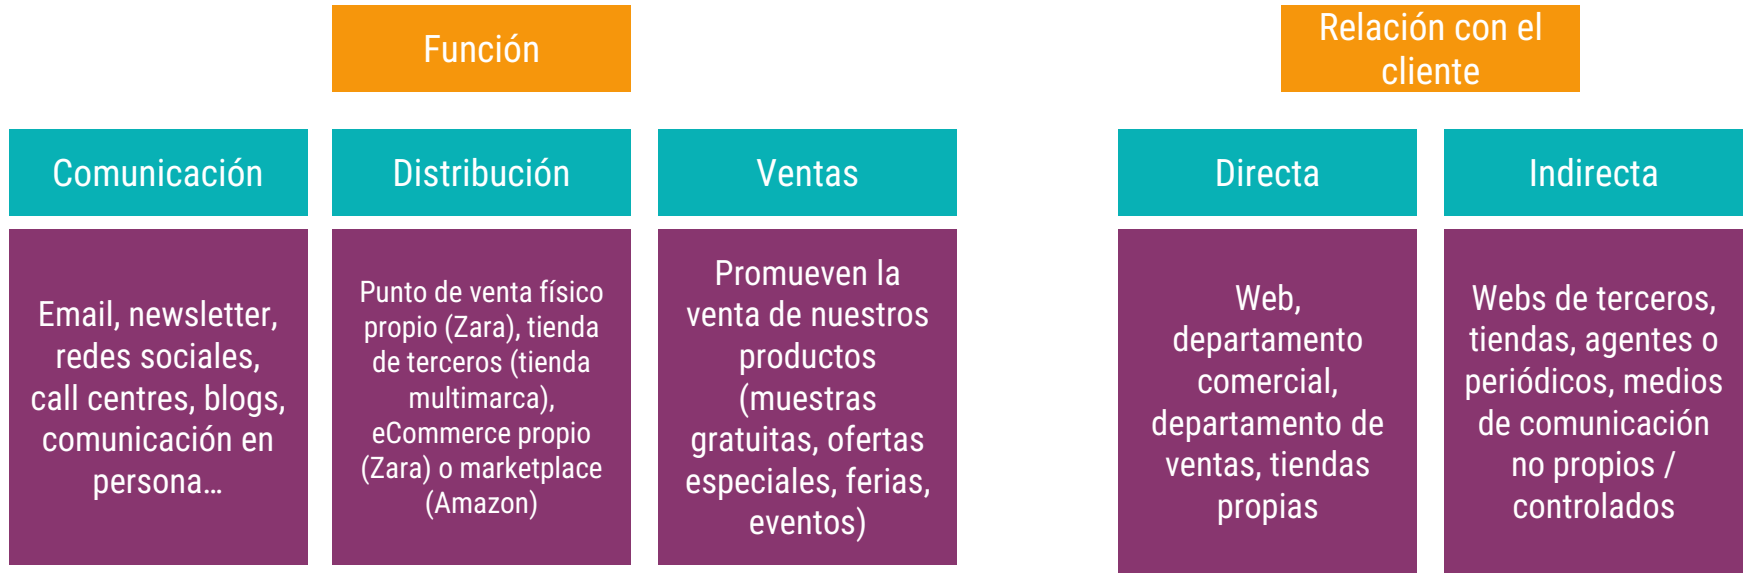 Función
Relación con el
cliente
Comunicación
Distribución
Ventas
Directa
Indirecta
Email, newsletter,
redes sociales,
call centres, blogs,
comunicación en
persona…
Punto de venta físico
propio (Zara), tienda
de terceros (tienda
multimarca),
eCommerce propio
(Zara) o marketplace
(Amazon)
Promueven la
venta de nuestros
productos
(muestras
gratuitas, ofertas
especiales, ferias,
eventos)
Web,
departamento
comercial,
departamento de
ventas, tiendas
propias
Webs de terceros,
tiendas, agentes o
periódicos, medios
de comunicación
no propios /
controlados